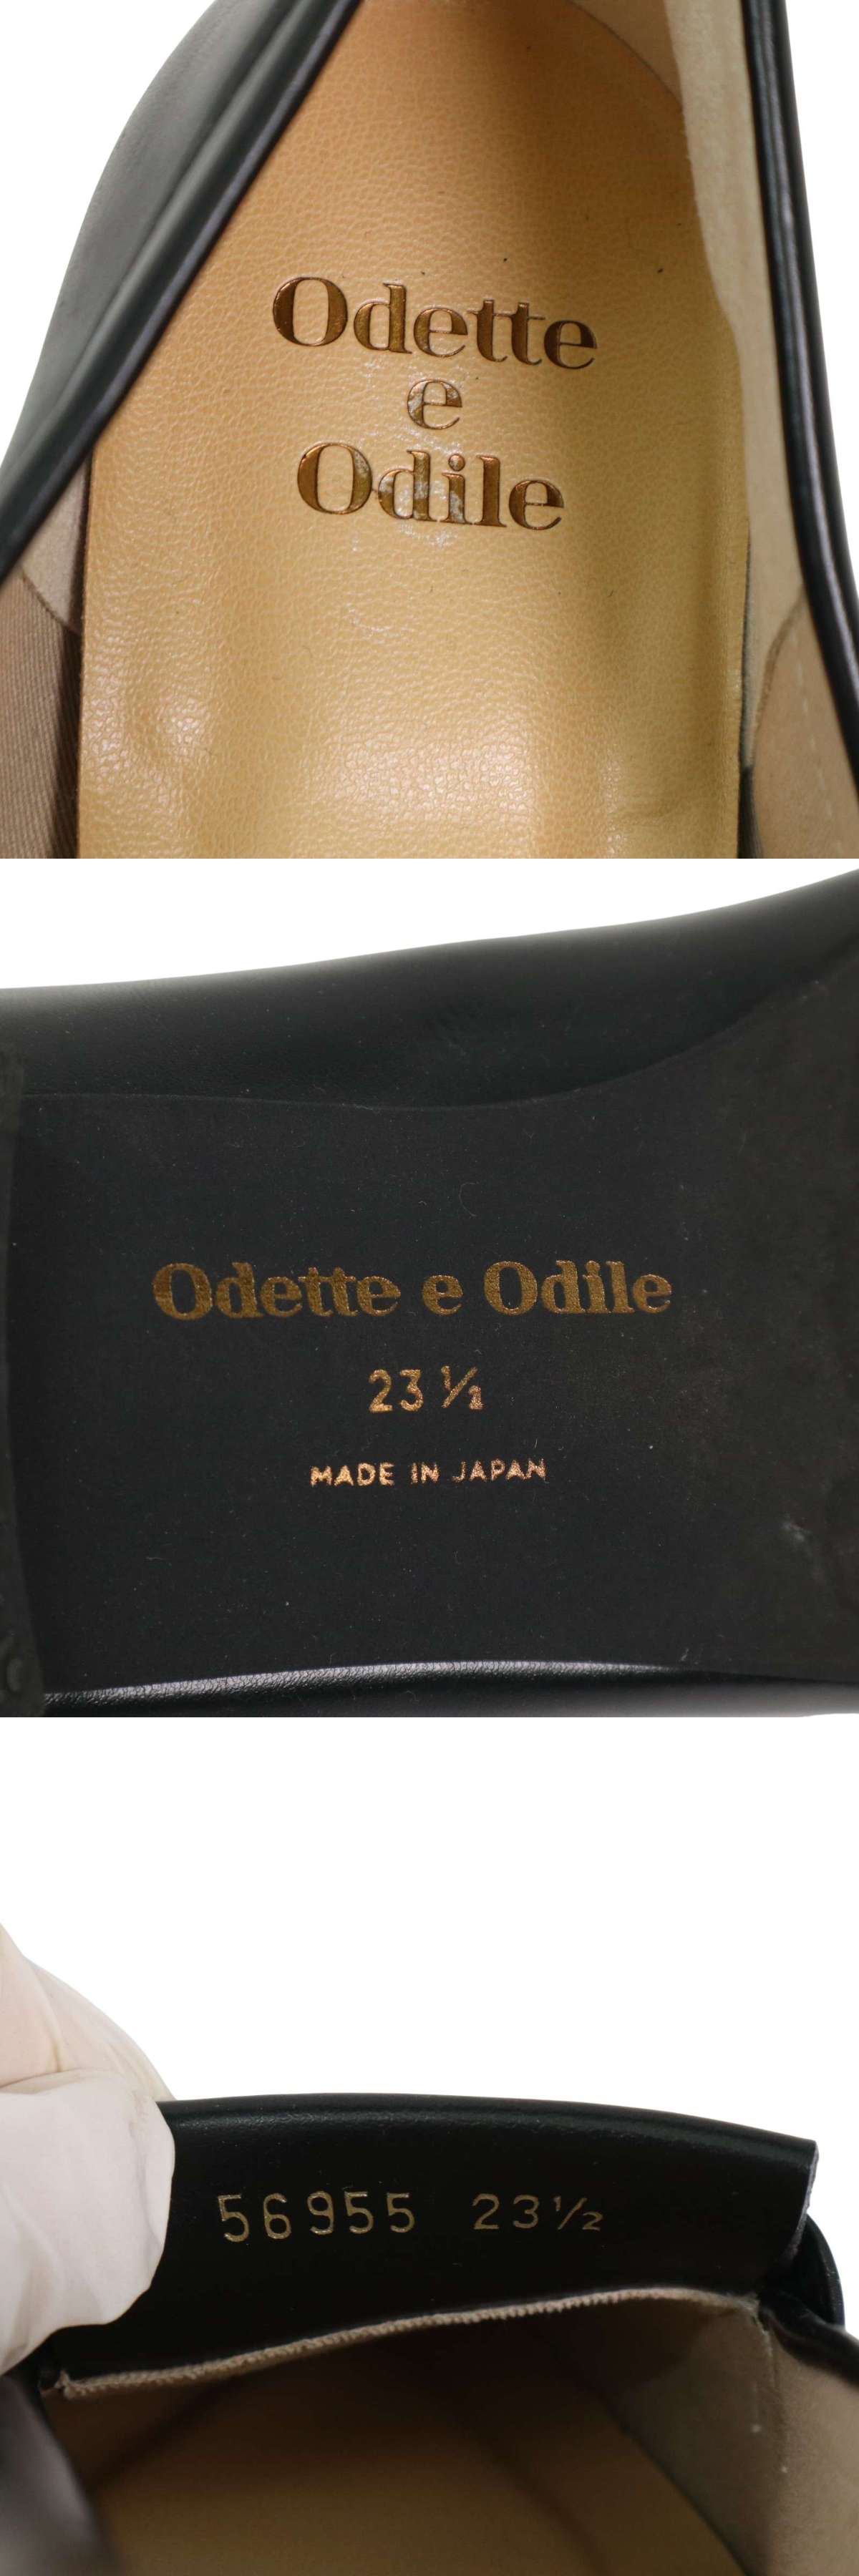 Odette
e
Odile
Odette e Odile
23 ½
MADE IN JAPAN
56955 23½